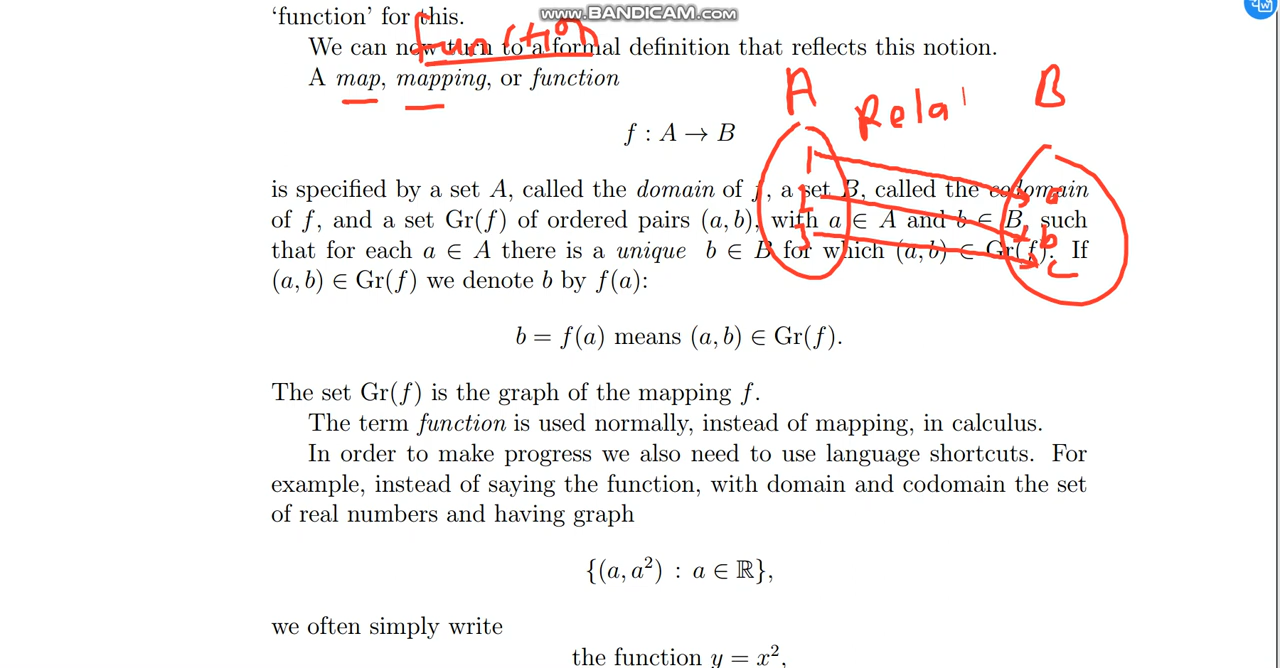 ‘function’ for this.
www.BANDICAM.com
function
We can now turn to a formal definition that reflects this notion.
A map, mapping, or function
A
Rela
B
f : A → B
1
2
3
a
b
c
is specified by a set A, called the domain of f, a set B, called the codomain
of f, and a set Gr(f) of ordered pairs (a, b), with a ∈ A and b ∈ B, such
that for each a ∈ A there is a unique b ∈ B for which (a, b) ∈ Gr(f). If
(a, b) ∈ Gr(f) we denote b by f(a):
b = f(a) means (a, b) ∈ Gr(f).
The set Gr(f) is the graph of the mapping f.
The term function is used normally, instead of mapping, in calculus.
In order to make progress we also need to use language shortcuts. For
example, instead of saying the function, with domain and codomain the set
of real numbers and having graph
{(a, a²) : a ∈ ℝ},
we often simply write
the function y = x²,